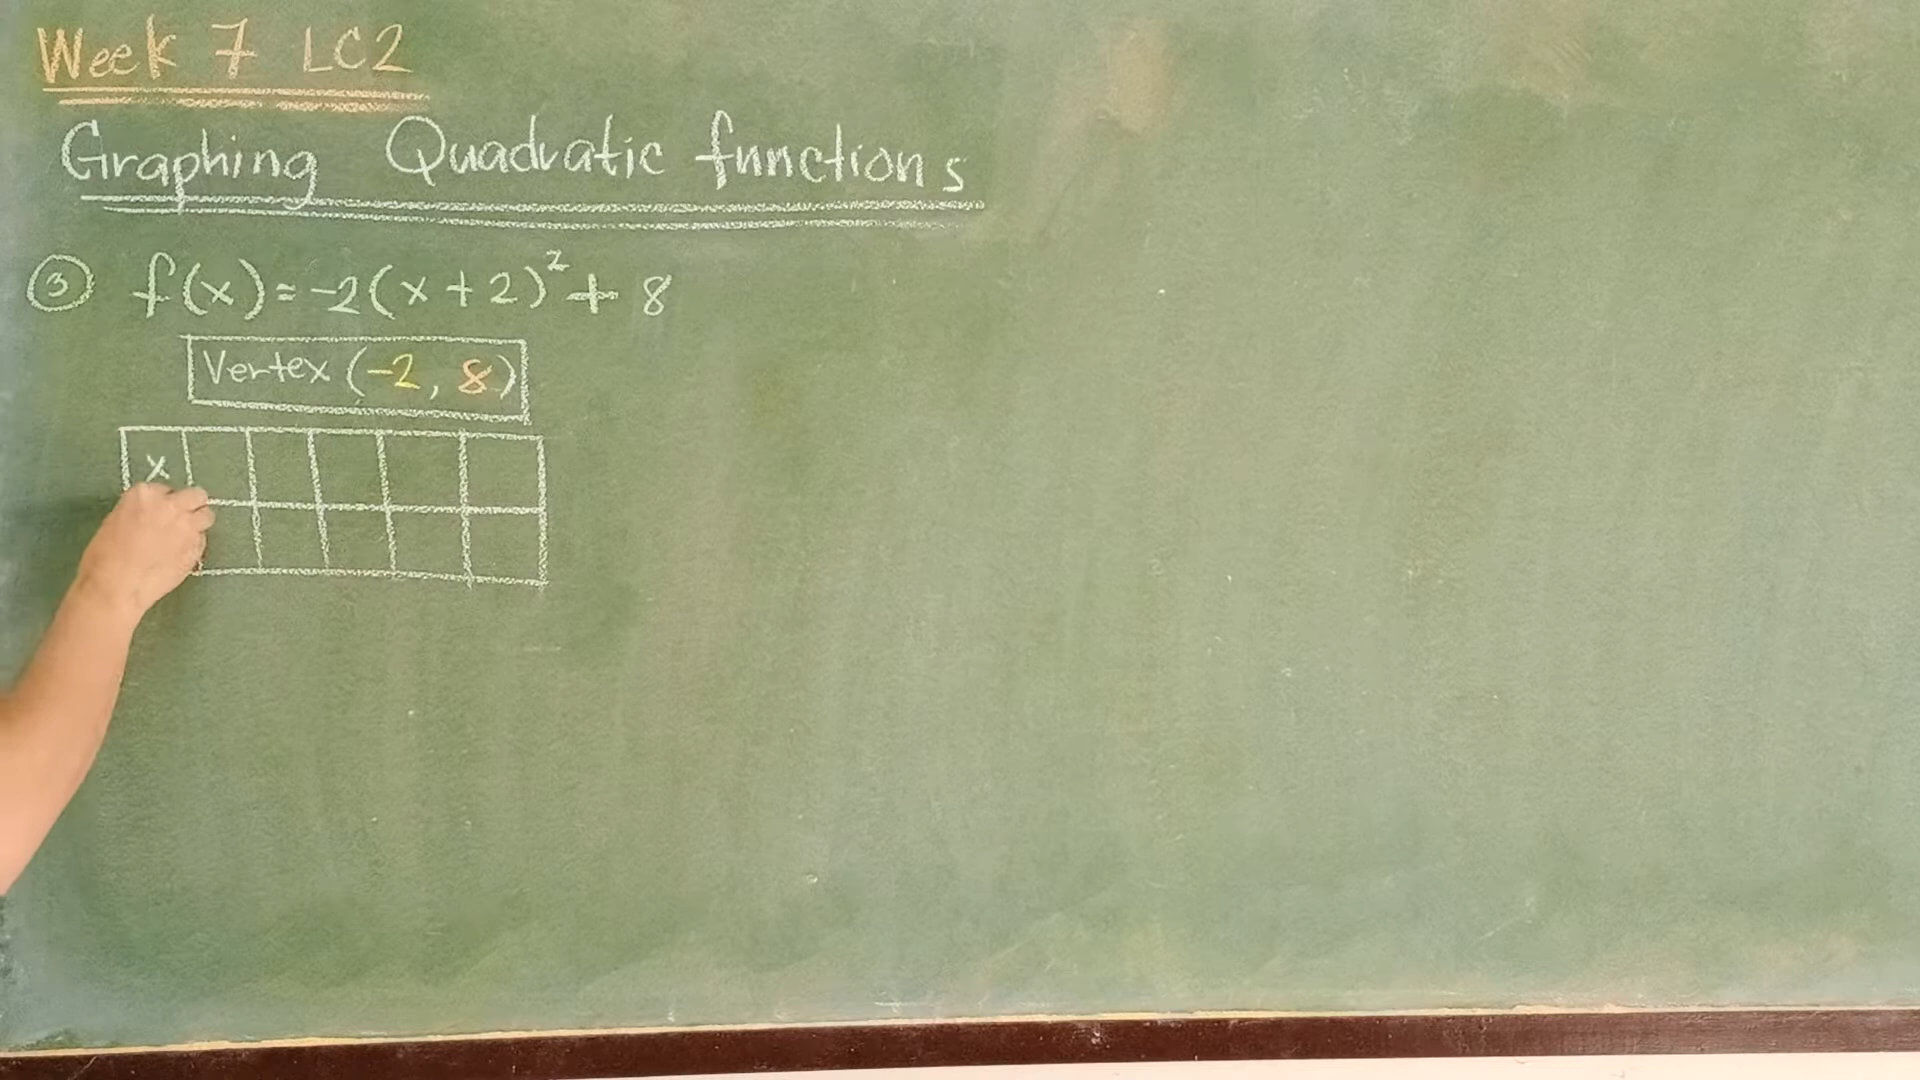 Week 7 LC2
Graphing Quadratic functions
③ f(x)=-2(x+2)²+8
Vertex (-2, 8)
x